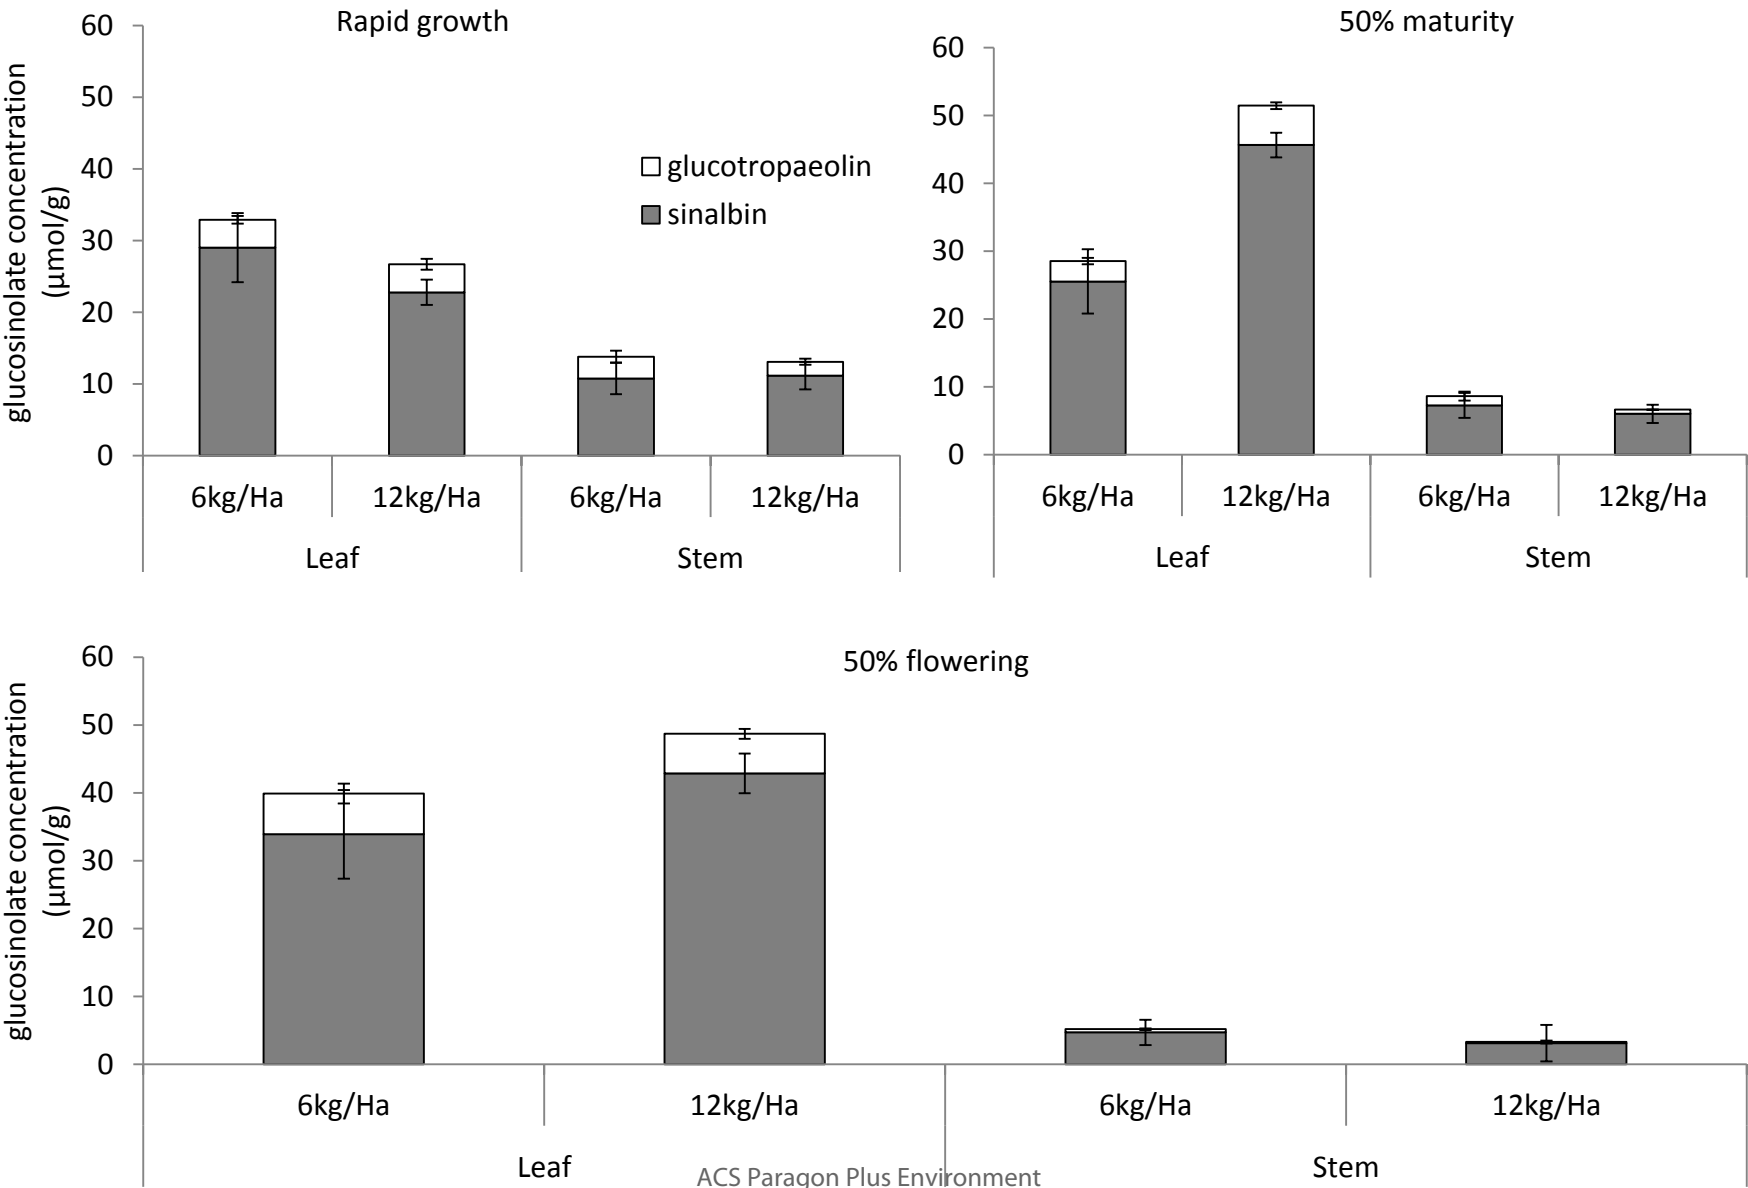 Rapid growth
glucosinolate concentration
(μmol/g)
60
50
40
30
20
10
0
glucotropaeolin
sinalbin
6kg/Ha 12kg/Ha 6kg/Ha 12kg/Ha
Leaf Stem
50% maturity
60
50
40
30
20
10
0
6kg/Ha 12kg/Ha 6kg/Ha 12kg/Ha
Leaf Stem
50% flowering
glucosinolate concentration
(μmol/g)
60
50
40
30
20
10
0
6kg/Ha 12kg/Ha 6kg/Ha 12kg/Ha
Leaf Stem
ACS Paragon Plus Environment